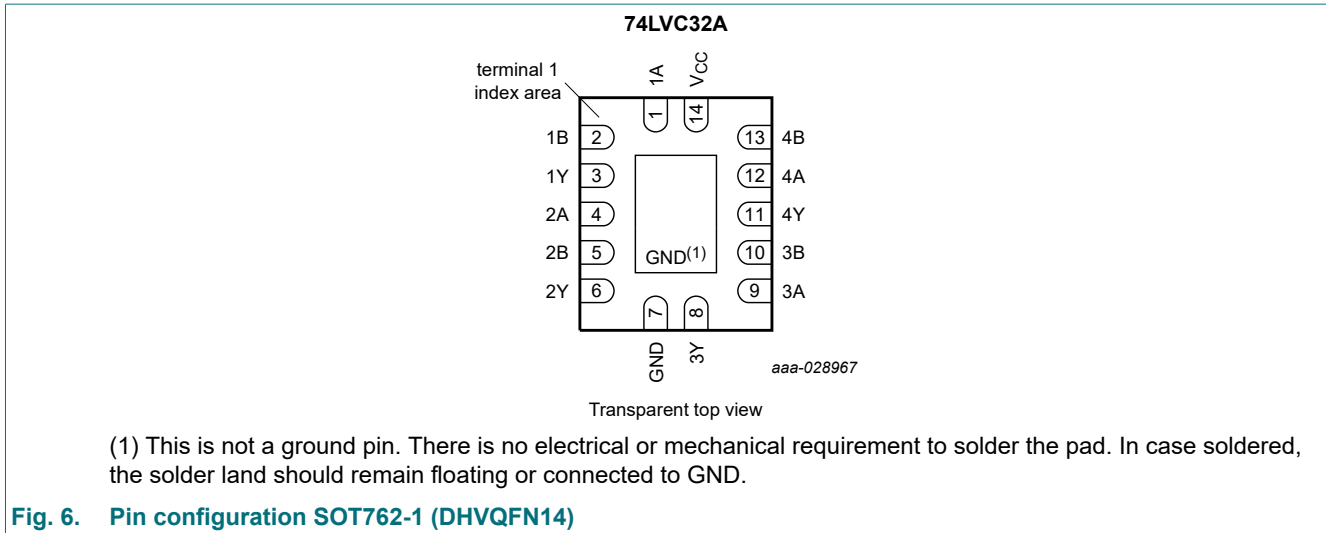 74LVC32A
terminal 1
index area
1A
VCC
1
14
1B 2
13 4B
1Y 3
12 4A
2A 4
11 4Y
2B 5
GND(1)
10 3B
2Y 6
9 3A
7
8
GND
3Y
aaa-028967
Transparent top view
(1) This is not a ground pin. There is no electrical or mechanical requirement to solder the pad. In case soldered,
the solder land should remain floating or connected to GND.
Fig. 6. Pin configuration SOT762-1 (DHVQFN14)